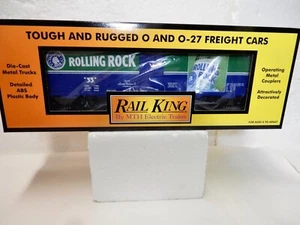 TOUGH AND RUGGED O AND O-27 FREIGHT CARS
Die-Cast
Metal Trucks
Detailed
ABS
Plastic Body
ROLLING ROCK
"33"
ROLLING
Operating
Metal
Couplers
Attractively
Decorated
RAIL KING
By MTH Electric Trains